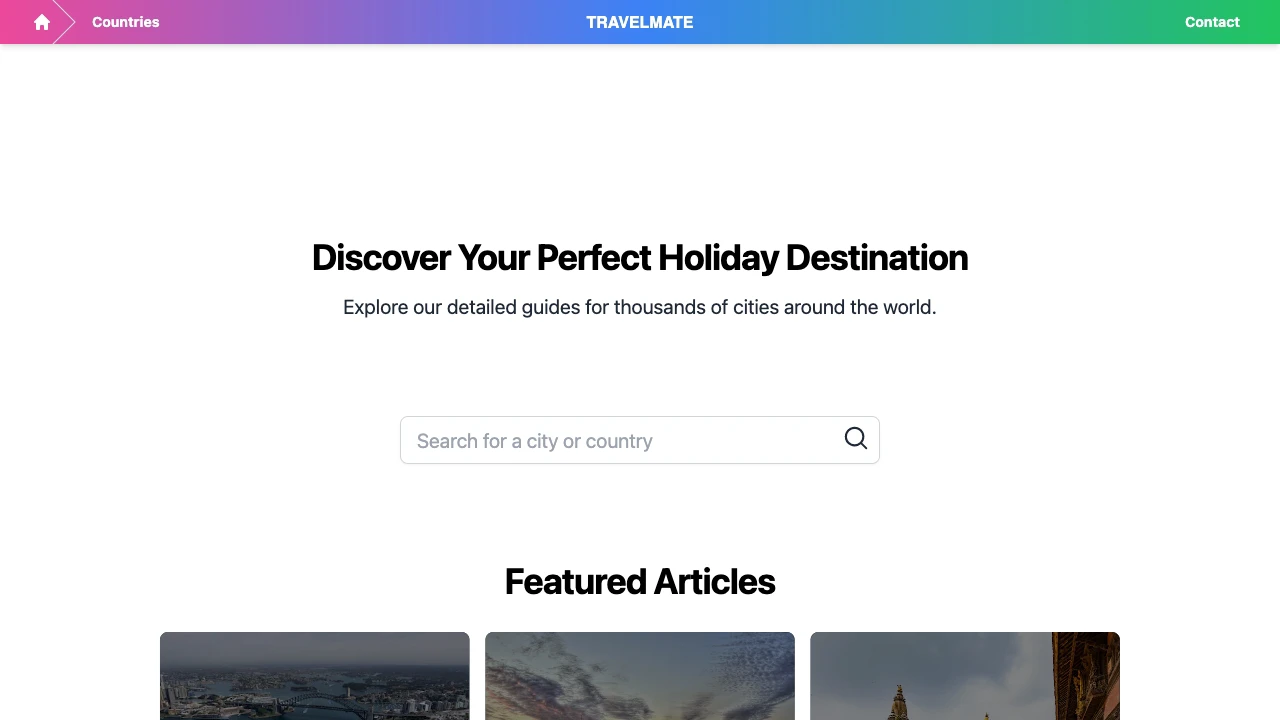 Countries
TRAVELMATE
Contact
Discover Your Perfect Holiday Destination
Explore our detailed guides for thousands of cities around the world.
Search for a city or country
Featured Articles